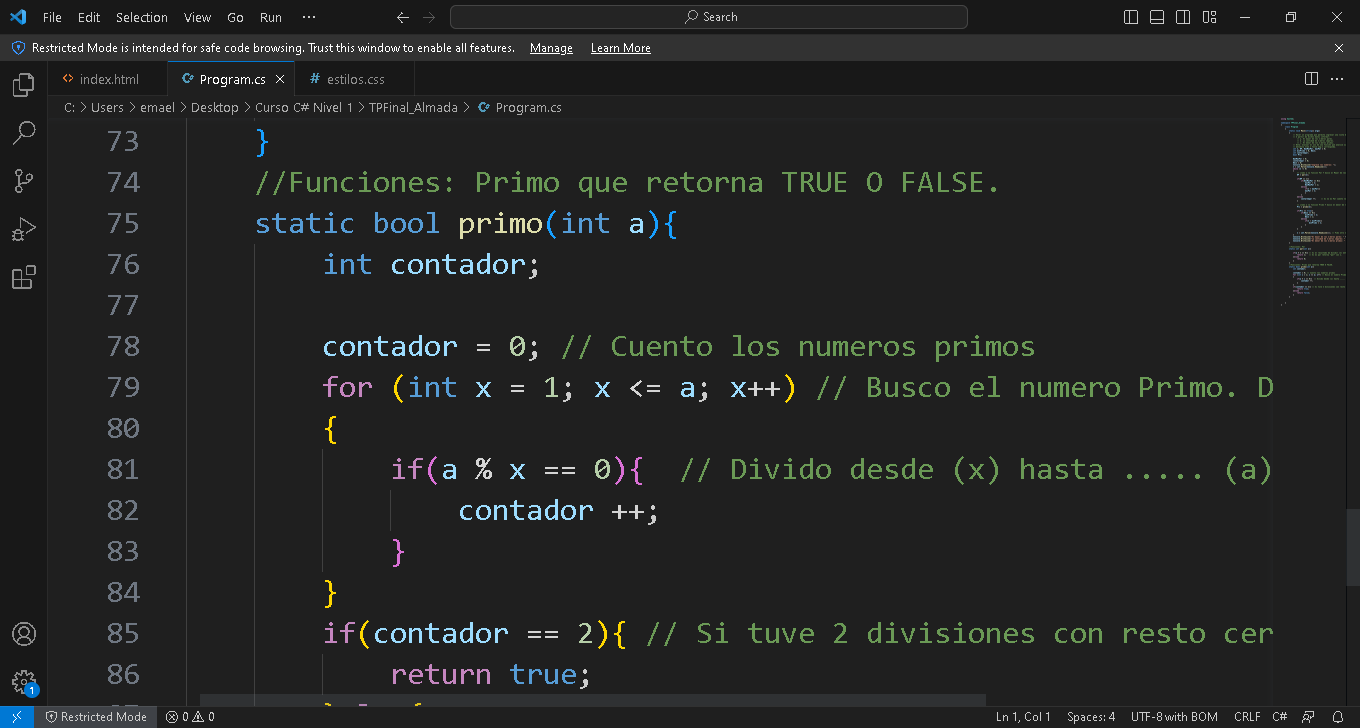 File Edit Selection View Go Run ··· Search
Restricted Mode is intended for safe code browsing. Trust this window to enable all features. Manage Learn More
index.html Program.cs estilos.css
C: > Users > emael > Desktop > Curso C# Nivel 1 > TPFinal_Almada > Program.cs
73 }
74 //Funciones: Primo que retorna TRUE O FALSE.
75 static bool primo(int a){
76 int contador;
77
78 contador = 0; // Cuento los numeros primos
79 for (int x = 1; x <= a; x++) // Busco el numero Primo. D
80 {
81 if(a % x == 0){ // Divido desde (x) hasta ..... (a)
82 contador ++;
83 }
84 }
85 if(contador == 2){ // Si tuve 2 divisiones con resto cer
86 return true;
1
Restricted Mode 0 0 Ln 1, Col 1 Spaces: 4 UTF-8 with BOM CRLF C#